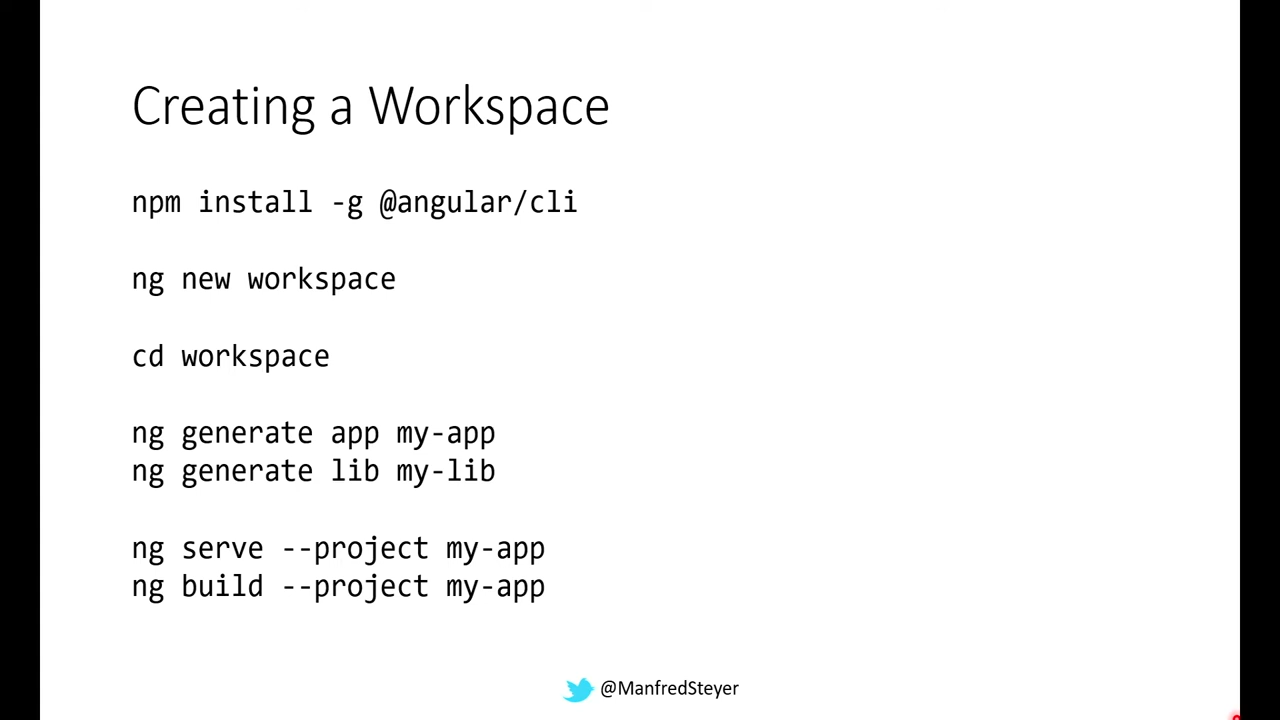 Creating a Workspace
npm install -g @angular/cli
ng new workspace
cd workspace
ng generate app my-app
ng generate lib my-lib
ng serve --project my-app
ng build --project my-app
@ManfredSteyer